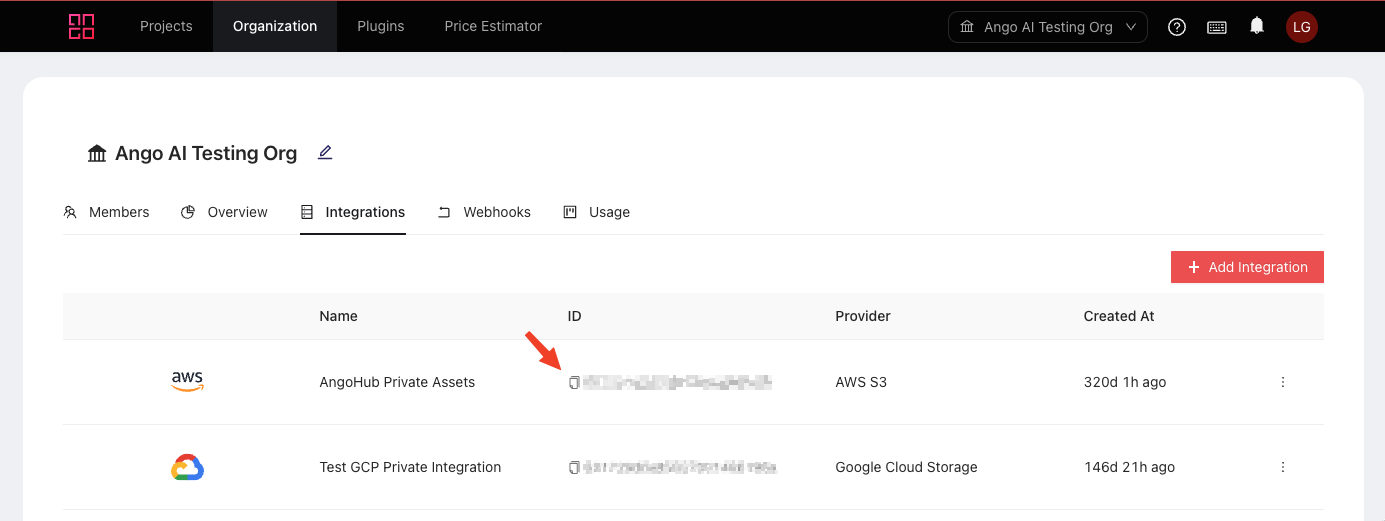 Projects Organization Plugins Price Estimator Ango AI Testing Org LG
Ango AI Testing Org
Members Overview Integrations Webhooks Usage
+ Add Integration
Name ID Provider Created At
aws AngoHub Private Assets AWS S3 320d 1h ago
Test GCP Private Integration Google Cloud Storage 146d 21h ago